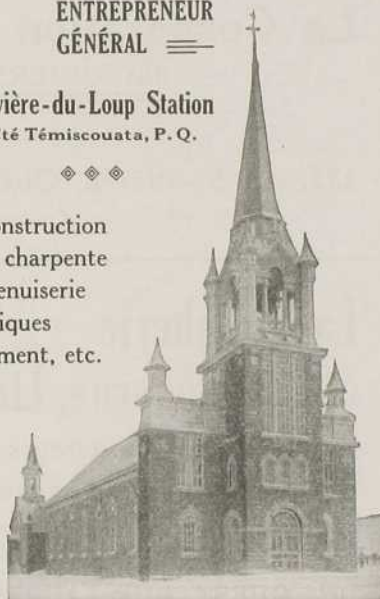 ENTREPRENEUR
GÉNÉRAL
vière-du-Loup Station
té Témiscouata, P. Q.
nstruction
charpente
enuiserie
iques
ment, etc.